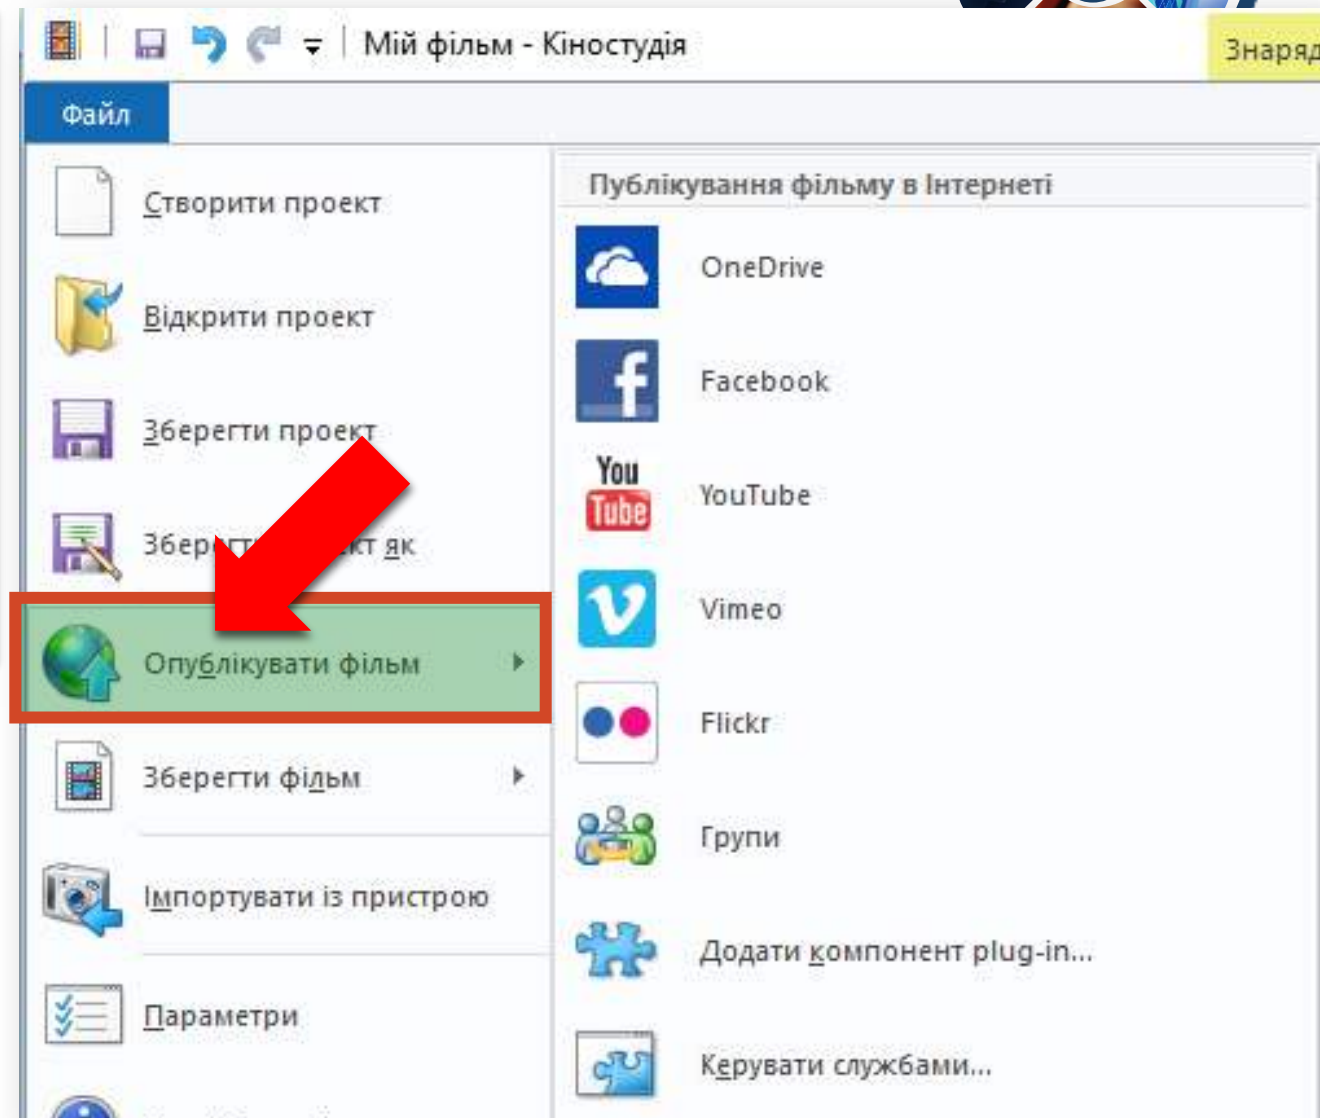 Мій фільм - Кіностудія
Знаряд
Файл
Створити проект
Відкрити проект
Зберегти проект
як
Опублікувати фільм
Зберегти фільм
Імпортувати із пристрою
Параметри
Публікування фільму в Інтернеті
OneDrive
Facebook
You
Tube
YouTube
Vimeo
Flickr
Групи
Додати компонент plug-in...
Керувати службами...